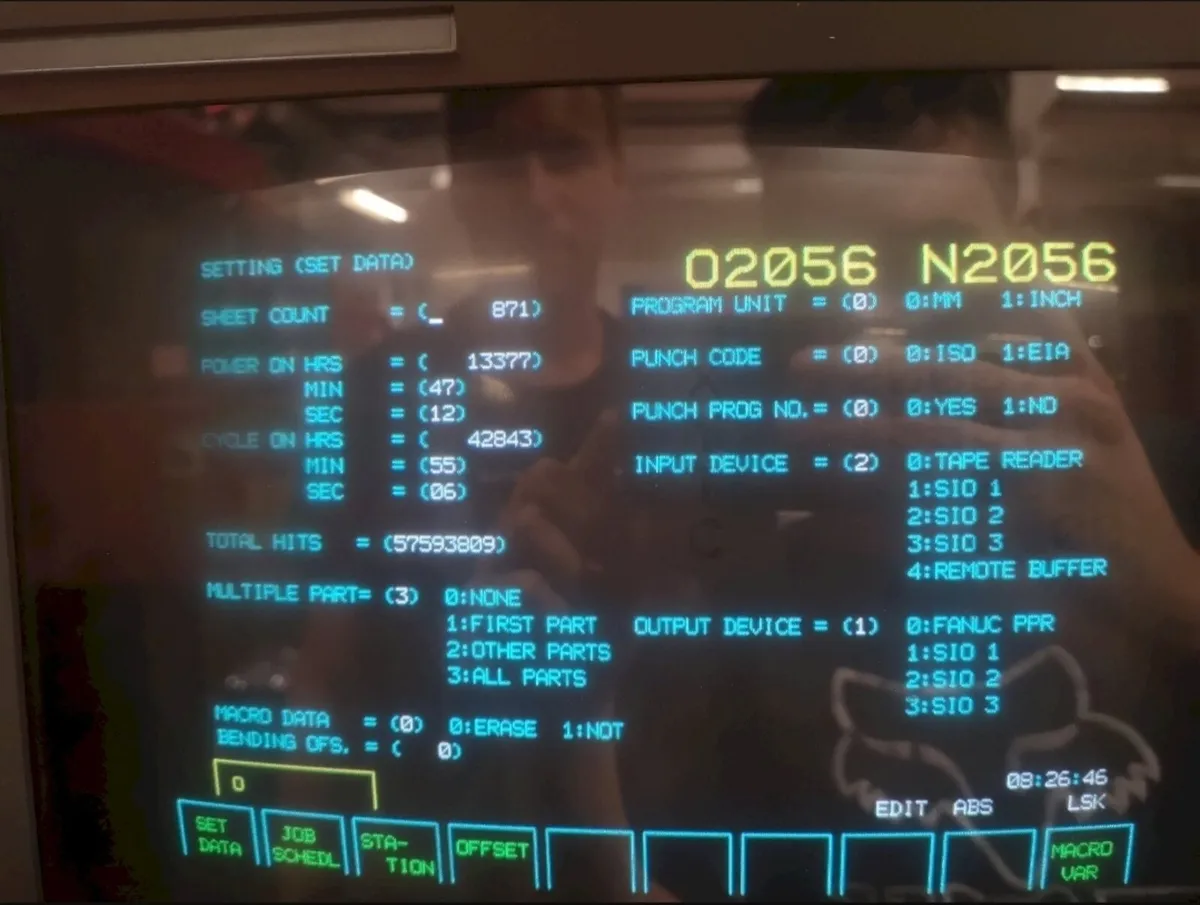 O2056 N2056
SETTING (SET DATA)
SHEET COUNT = (_ 871)
POWER ON HRS = ( 13377)
MIN = (47)
SEC = (12)
CYCLE ON HRS = ( 42843)
MIN = (55)
SEC = (06)
TOTAL HITS = (57593809)
MULTIPLE PART= (3) 0:NONE
1:FIRST PART
2:OTHER PARTS
3:ALL PARTS
MACRO DATA = (0) 0:ERASE 1:NOT
BENDING OFS. = ( 0)
PROGRAM UNIT = (0) 0:MM 1:INCH
PUNCH CODE = (0) 0:ISO 1:EIA
PUNCH PROG NO.= (0) 0:YES 1:NO
INPUT DEVICE = (2) 0:TAPE READER
1:SIO 1
2:SIO 2
3:SIO 3
4:REMOTE BUFFER
OUTPUT DEVICE = (1) 0:FANUC PPR
1:SIO 1
2:SIO 2
3:SIO 3
08:26:46
EDIT ABS LSK
O
SET DATA
JOB SCHEDL
STA-TION
OFFSET
MACRO VAR